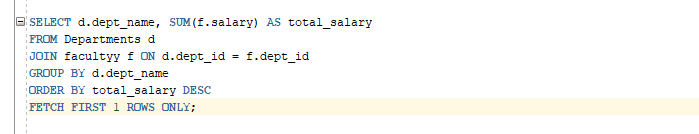 SELECT d.dept_name, SUM(f.salary) AS total_salary
FROM Departments d
JOIN facultyy f ON d.dept_id = f.dept_id
GROUP BY d.dept_name
ORDER BY total_salary DESC
FETCH FIRST 1 ROWS ONLY;